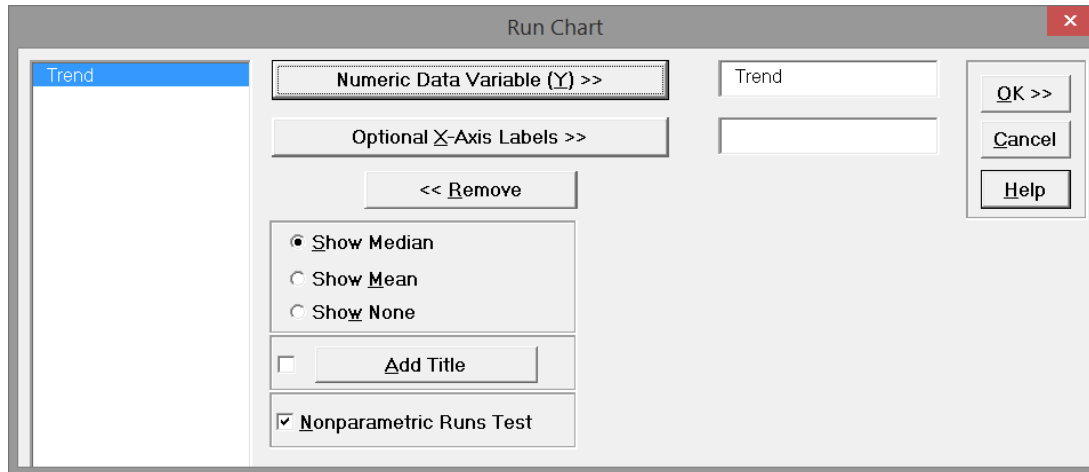 Run Chart
Trend
Numeric Data Variable (Y) >>
Trend
OK >>
Optional X-Axis Labels >>
Cancel
<< Remove
Help
Show Median
Show Mean
Show None
Add Title
Nonparametric Runs Test